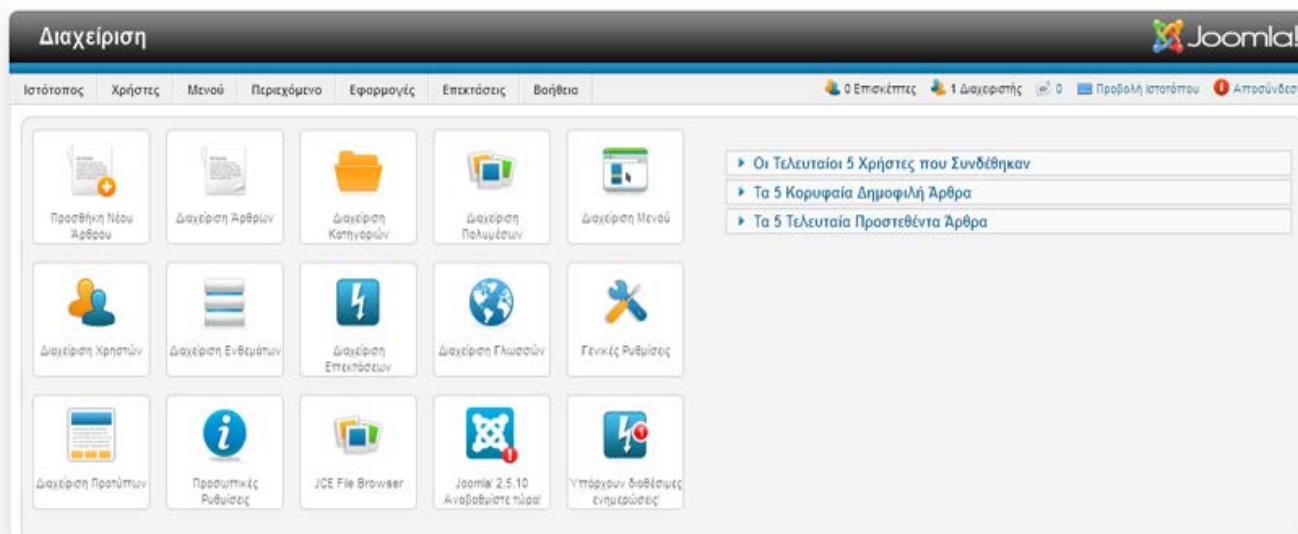 Διαχείριση
Joomla!
Ιστότοπος Χρήστες Μενού Περιεχόμενο Εφαρμογές Επεκτάσεις Βοήθεια 0 Επισκέπτες 1 Διαχειριστής 0 Προβολή Ιστοτόπου Αποσύνδεσ
Προσθήκη Νέου
Άρθρου
Διαχείριση Άρθρων
Διαχείριση
Κατηγοριών
Διαχείριση
Πολυμέσων
Διαχείριση Μενού
Οι Τελευταίοι 5 Χρήστες που Συνδέθηκαν
Τα 5 Κορυφαία Δημοφιλή Άρθρα
Τα 5 Τελευταία Προστεθέντα Άρθρα
Διαχείριση Χρηστών
Διαχείριση Ενθεμάτων
Διαχείριση
Επεκτάσεων
Διαχείριση Γλωσσών
Γενικές Ρυθμίσεις
Διαχείριση Προτύπων
Προσωπικές
Ρυθμίσεις
JCE File Browser
Joomla! 2.5.10
Αναβαθμίστε τώρα!
Υπάρχουν διαθέσιμες
ενημερώσεις!